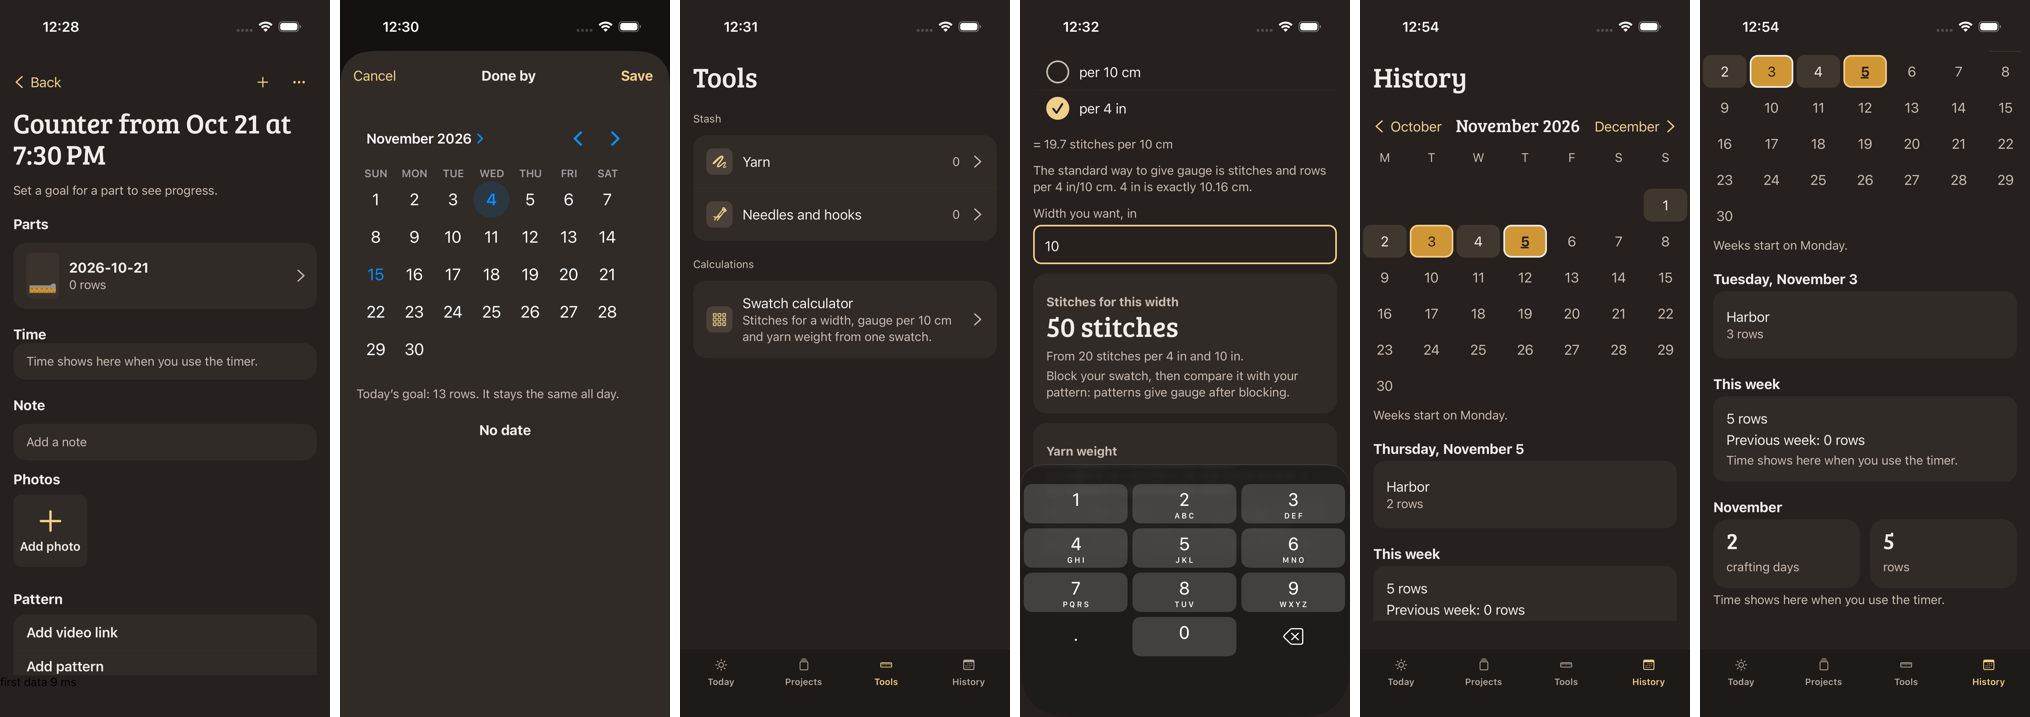 12:28
Back
Counter from Oct 21 at
7:30 PM
Set a goal for a part to see progress.
Parts
2026-10-21
0 rows
Time
Time shows here when you use the timer.
Note
Add a note
Photos
Add photo
Pattern
Add video link
Add pattern
first data 9 ms
12:30
Cancel Done by Save
November 2026
SUN MON TUE WED THU FRI SAT
1 2 3 4 5 6 7
8 9 10 11 12 13 14
15 16 17 18 19 20 21
22 23 24 25 26 27 28
29 30
Today's goal: 13 rows. It stays the same all day.
No date
12:31
Tools
Stash
Yarn 0
Needles and hooks 0
Calculations
Swatch calculator
Stitches for a width, gauge per 10 cm
and yarn weight from one swatch.
Today Projects Tools History
12:32
per 10 cm
per 4 in
= 19.7 stitches per 10 cm
The standard way to give gauge is stitches and rows
per 4 in/10 cm. 4 in is exactly 10.16 cm.
Width you want, in
10
Stitches for this width
50 stitches
From 20 stitches per 4 in and 10 in.
Block your swatch, then compare it with your
pattern: patterns give gauge after blocking.
Yarn weight
1 2 3
ABC DEF
4 5 6
GHI JKL MNO
7 8 9
PQRS TUV WXYZ
. 0
12:54
History
October November 2026 December
M T W T F S S
1
2 3 4 5 6 7 8
9 10 11 12 13 14 15
16 17 18 19 20 21 22
23 24 25 26 27 28 29
30
Weeks start on Monday.
Thursday, November 5
Harbor
2 rows
This week
5 rows
Previous week: 0 rows
Today Projects Tools History
12:54
2 3 4 5 6 7 8
9 10 11 12 13 14 15
16 17 18 19 20 21 22
23 24 25 26 27 28 29
30
Weeks start on Monday.
Tuesday, November 3
Harbor
3 rows
This week
5 rows
Previous week: 0 rows
Time shows here when you use the timer.
November
2 5
crafting days rows
Time shows here when you use the timer.
Today Projects Tools History